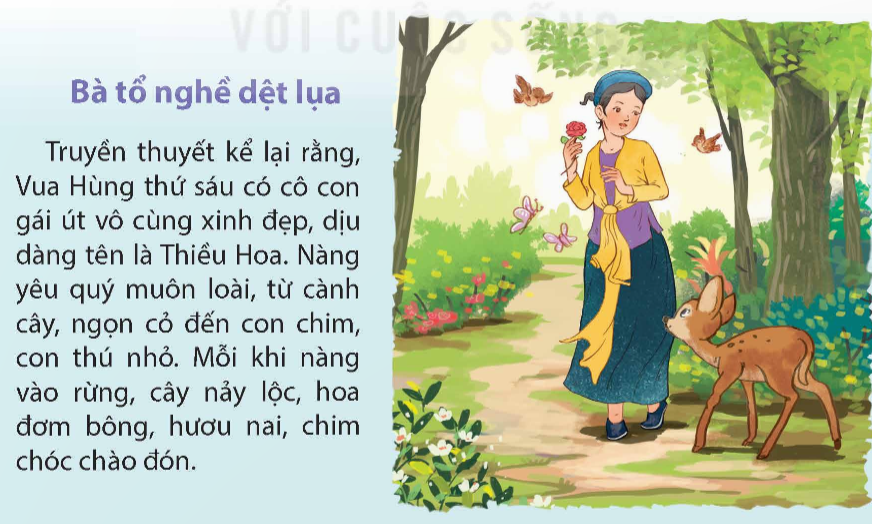 VỚI CUỘC SỐNG
Bà tổ nghề dệt lụa
Truyền thuyết kể lại rằng,
Vua Hùng thứ sáu có cô con
gái út vô cùng xinh đẹp, dịu
dàng tên là Thiều Hoa. Nàng
yêu quý muôn loài, từ cành
cây, ngọn cỏ đến con chim,
con thú nhỏ. Mỗi khi nàng
vào rừng, cây nảy lộc, hoa
đơm bông, hươu nai, chim
chóc chào đón.